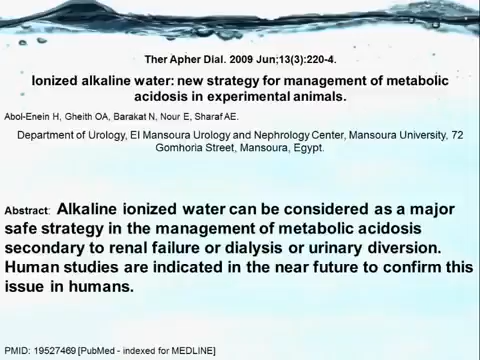 Ther Apher Dial. 2009 Jun;13(3):220-4.
Ionized alkaline water: new strategy for management of metabolic
acidosis in experimental animals.
Abol-Enein H, Gheith OA, Barakat N, Nour E, Sharaf AE.
Department of Urology, El Mansoura Urology and Nephrology Center, Mansoura University, 72
Gomhoria Street, Mansoura, Egypt.
Abstract: Alkaline ionized water can be considered as a major
safe strategy in the management of metabolic acidosis
secondary to renal failure or dialysis or urinary diversion.
Human studies are indicated in the near future to confirm this
issue in humans.
PMID: 19527469 [PubMed - indexed for MEDLINE]